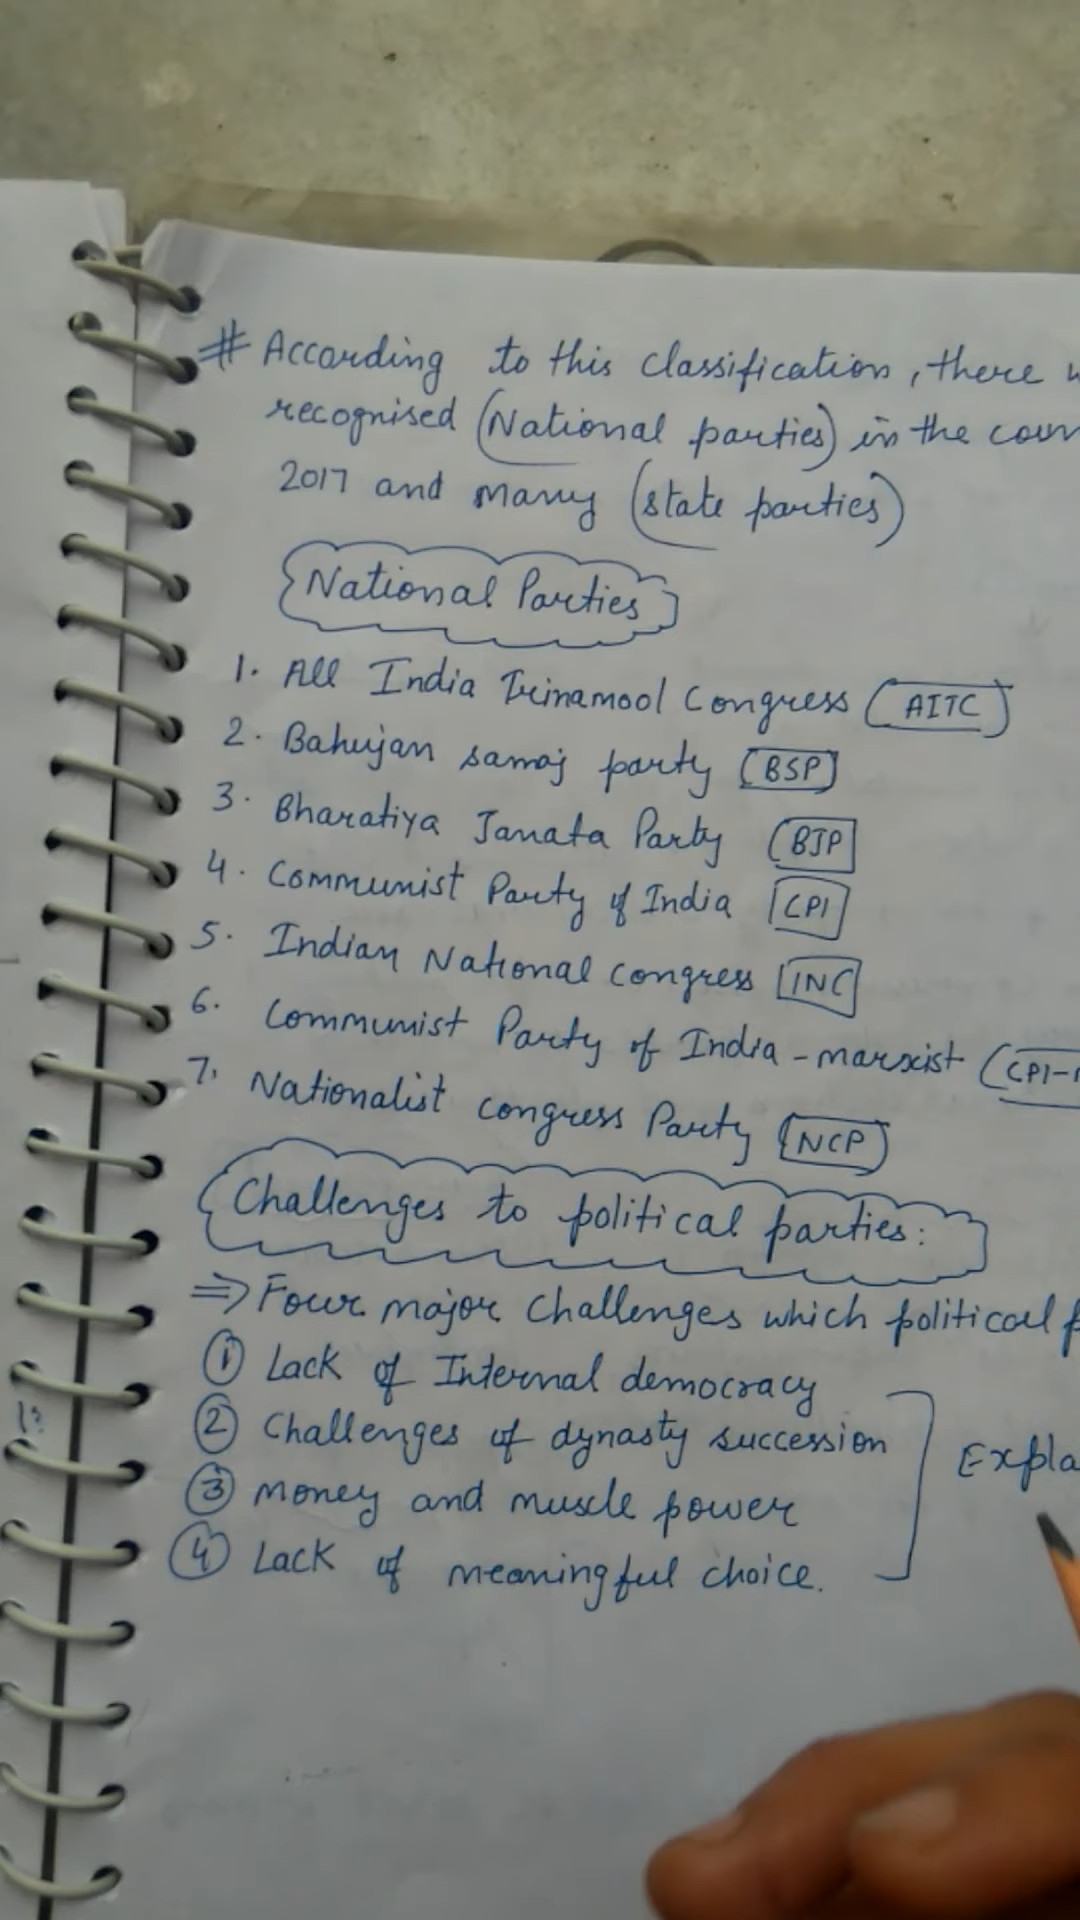 # According to this classification, there
recognised (National parties) in the coun
2017 and many (state parties)
National Parties
1. All India Trinamool Congress (AITC)
2. Bahujan samaj party [BSP]
3. Bharatiya Janata Party (BJP]
4. Communist Party of India [CPI]
5. Indian National congress [INC]
6. Communist Party of India - marxist (CPI-
7. Nationalist congress Party [NCP)
Challenges to political parties:
⇒ Four major challenges which political p
① Lack of Internal democracy
② Challenges of dynasty succession
③ money and muscle power
④ Lack of meaningful choice.
Expla